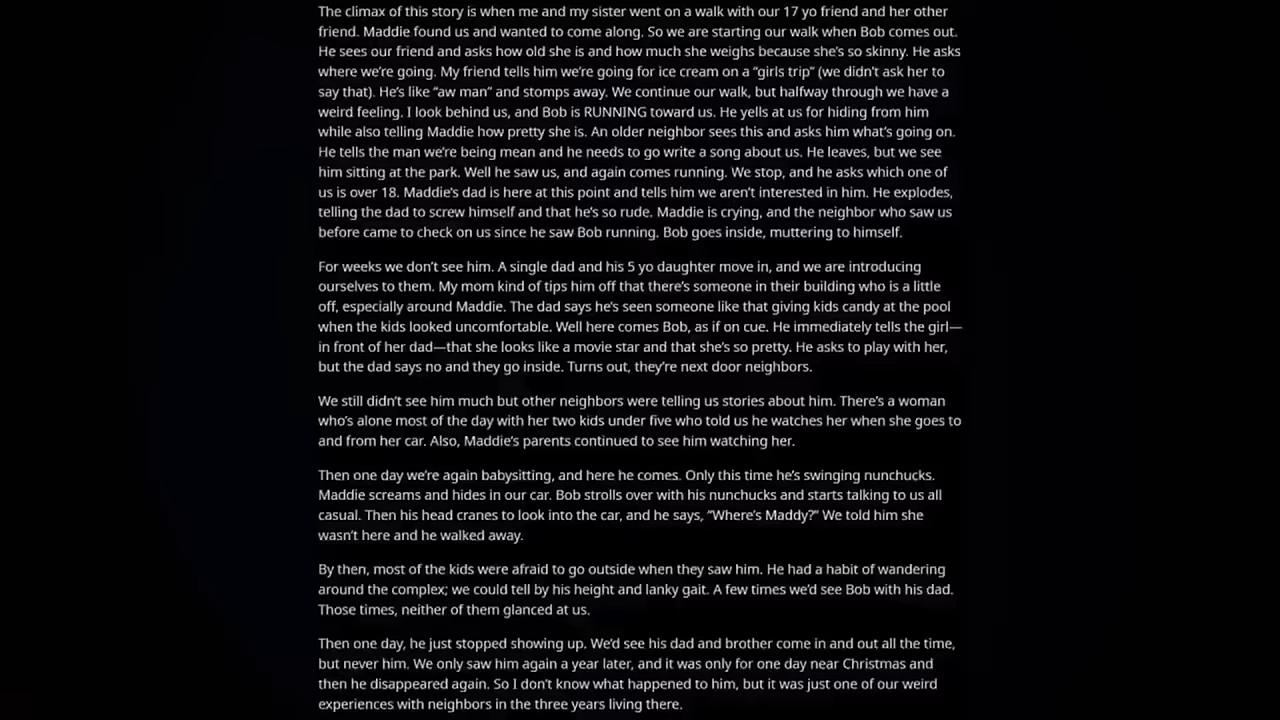 The climax of this story is when me and my sister went on a walk with our 17 yo friend and her other
friend. Maddie found us and wanted to come along. So we are starting our walk when Bob comes out.
He sees our friend and asks how old she is and how much she weighs because she's so skinny. He asks
where we're going. My friend tells him we're going for ice cream on a “girls trip” (we didn't ask her to
say that). He's like “aw man” and stomps away. We continue our walk, but halfway through we have a
weird feeling. I look behind us, and Bob is RUNNING toward us. He yells at us for hiding from him
while also telling Maddie how pretty she is. An older neighbor sees this and asks him what's going on.
He tells the man we're being mean and he needs to go write a song about us. He leaves, but we see
him sitting at the park. Well he saw us, and again comes running. We stop, and he asks which one of
us is over 18. Maddie's dad is here at this point and tells him we aren't interested in him. He explodes,
telling the dad to screw himself and that he's so rude. Maddie is crying, and the neighbor who saw us
before came to check on us since he saw Bob running. Bob goes inside, muttering to himself.
For weeks we don't see him. A single dad and his 5 yo daughter move in, and we are introducing
ourselves to them. My mom kind of tips him off that there's someone in their building who is a little
off, especially around Maddie. The dad says he's seen someone like that giving kids candy at the pool
when the kids looked uncomfortable. Well here comes Bob, as if on cue. He immediately tells the girl—
in front of her dad—that she looks like a movie star and that she's so pretty. He asks to play with her,
but the dad says no and they go inside. Turns out, they're next door neighbors.
We still didn't see him much but other neighbors were telling us stories about him. There's a woman
who's alone most of the day with her two kids under five who told us he watches her when she goes to
and from her car. Also, Maddie's parents continued to see him watching her.
Then one day we're again babysitting, and here he comes. Only this time he's swinging nunchucks.
Maddie screams and hides in our car. Bob strolls over with his nunchucks and starts talking to us all
casual. Then his head cranes to look into the car, and he says, “Where's Maddy?” We told him she
wasn't here and he walked away.
By then, most of the kids were afraid to go outside when they saw him. He had a habit of wandering
around the complex; we could tell by his height and lanky gait. A few times we'd see Bob with his dad.
Those times, neither of them glanced at us.
Then one day, he just stopped showing up. We'd see his dad and brother come in and out all the time,
but never him. We only saw him again a year later, and it was only for one day near Christmas and
then he disappeared again. So I don't know what happened to him, but it was just one of our weird
experiences with neighbors in the three years living there.